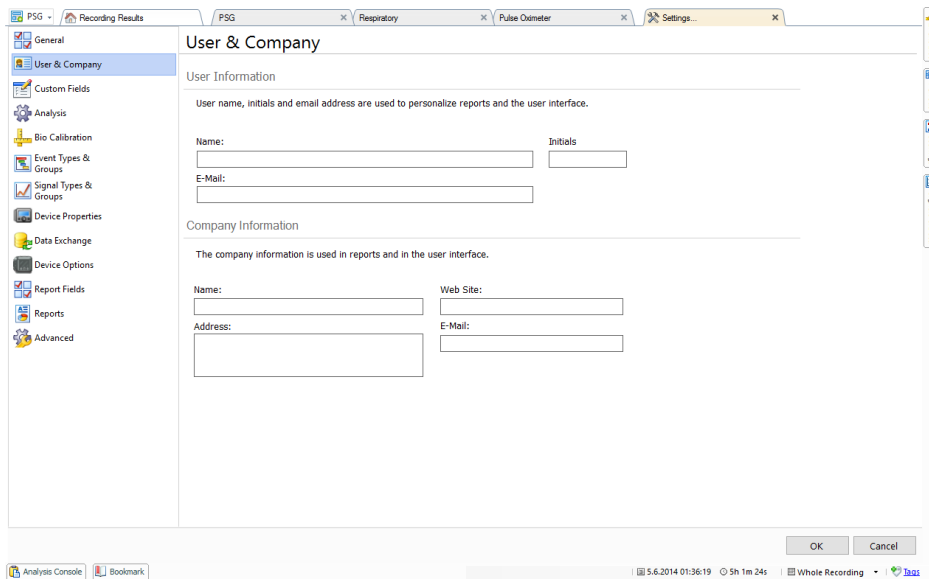 PSG
Recording Results
PSG
Respiratory
Pulse Oximeter
Settings...
General
User & Company
Custom Fields
Analysis
Bio Calibration
Event Types &
Groups
Signal Types &
Groups
Device Properties
Data Exchange
Device Options
Report Fields
Reports
Advanced
User & Company
User Information
User name, initials and email address are used to personalize reports and the user interface.
Name: Initials
E-Mail:
Company Information
The company information is used in reports and in the user interface.
Name: Web Site:
Address: E-Mail:
OK Cancel
Analysis Console Bookmark 5.6.2014 01:36:19 5h 1m 24s Whole Recording Tags